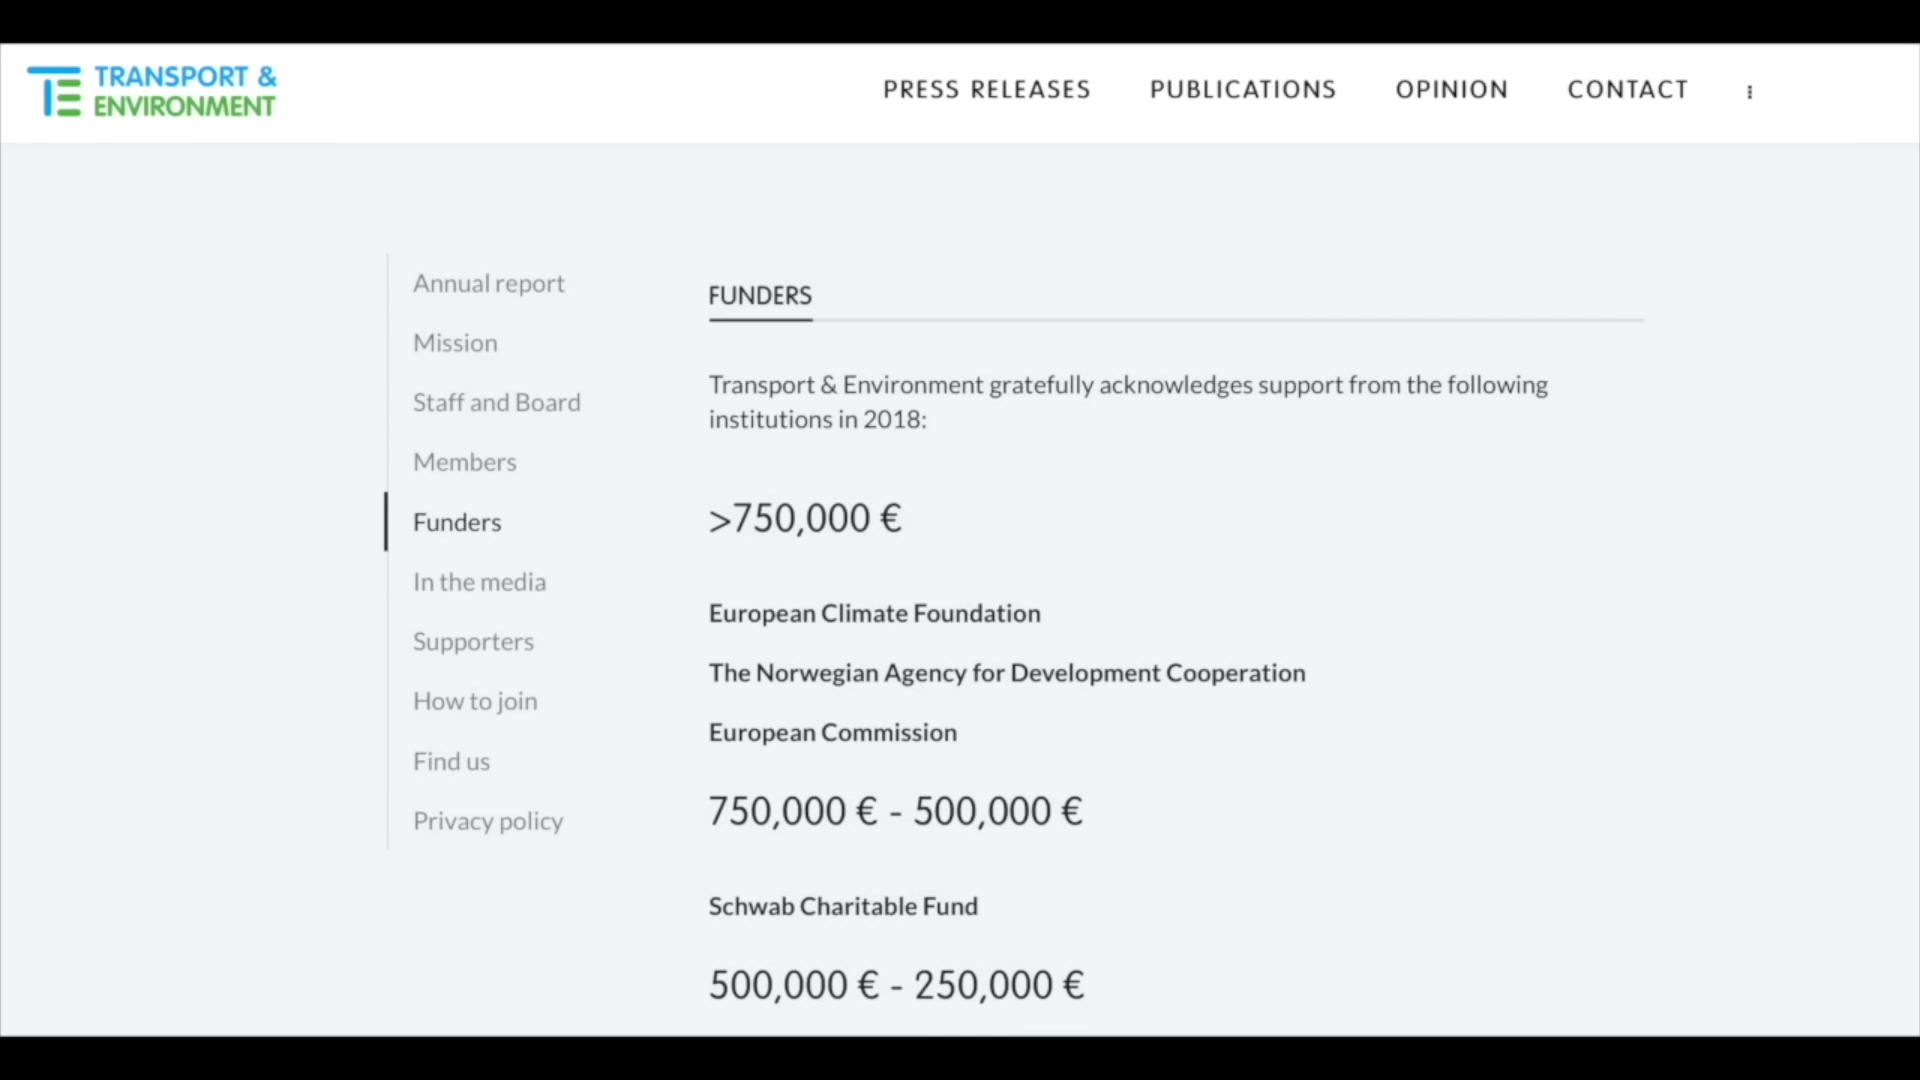 TRANSPORT &
ENVIRONMENT
PRESS RELEASES
PUBLICATIONS
OPINION
CONTACT
Annual report
Mission
Staff and Board
Members
Funders
In the media
Supporters
How to join
Find us
Privacy policy
FUNDERS
Transport & Environment gratefully acknowledges support from the following
institutions in 2018:
>750,000 €
European Climate Foundation
The Norwegian Agency for Development Cooperation
European Commission
750,000 € - 500,000 €
Schwab Charitable Fund
500,000 € - 250,000 €